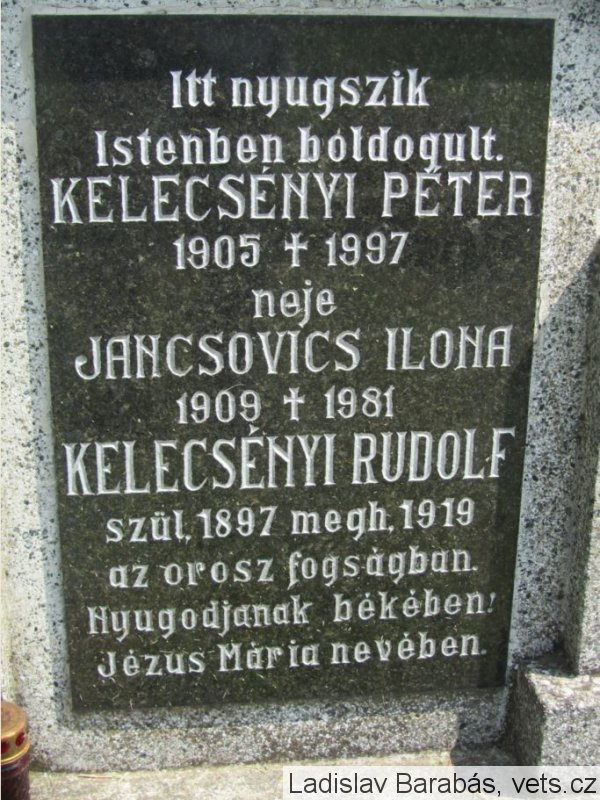 Itt nyugszik
Istenben boldogult.
KELECSÉNYI PÉTER
1905 ✝ 1997
neje
JANCSOVICS ILONA
1909 ✝ 1981
KELECSÉNYI RUDOLF
szül. 1897 megh. 1919
az orosz fogságban.
Nyugodjanak békében!
Jézus Mária nevében.
Ladislav Barabás, vets.cz